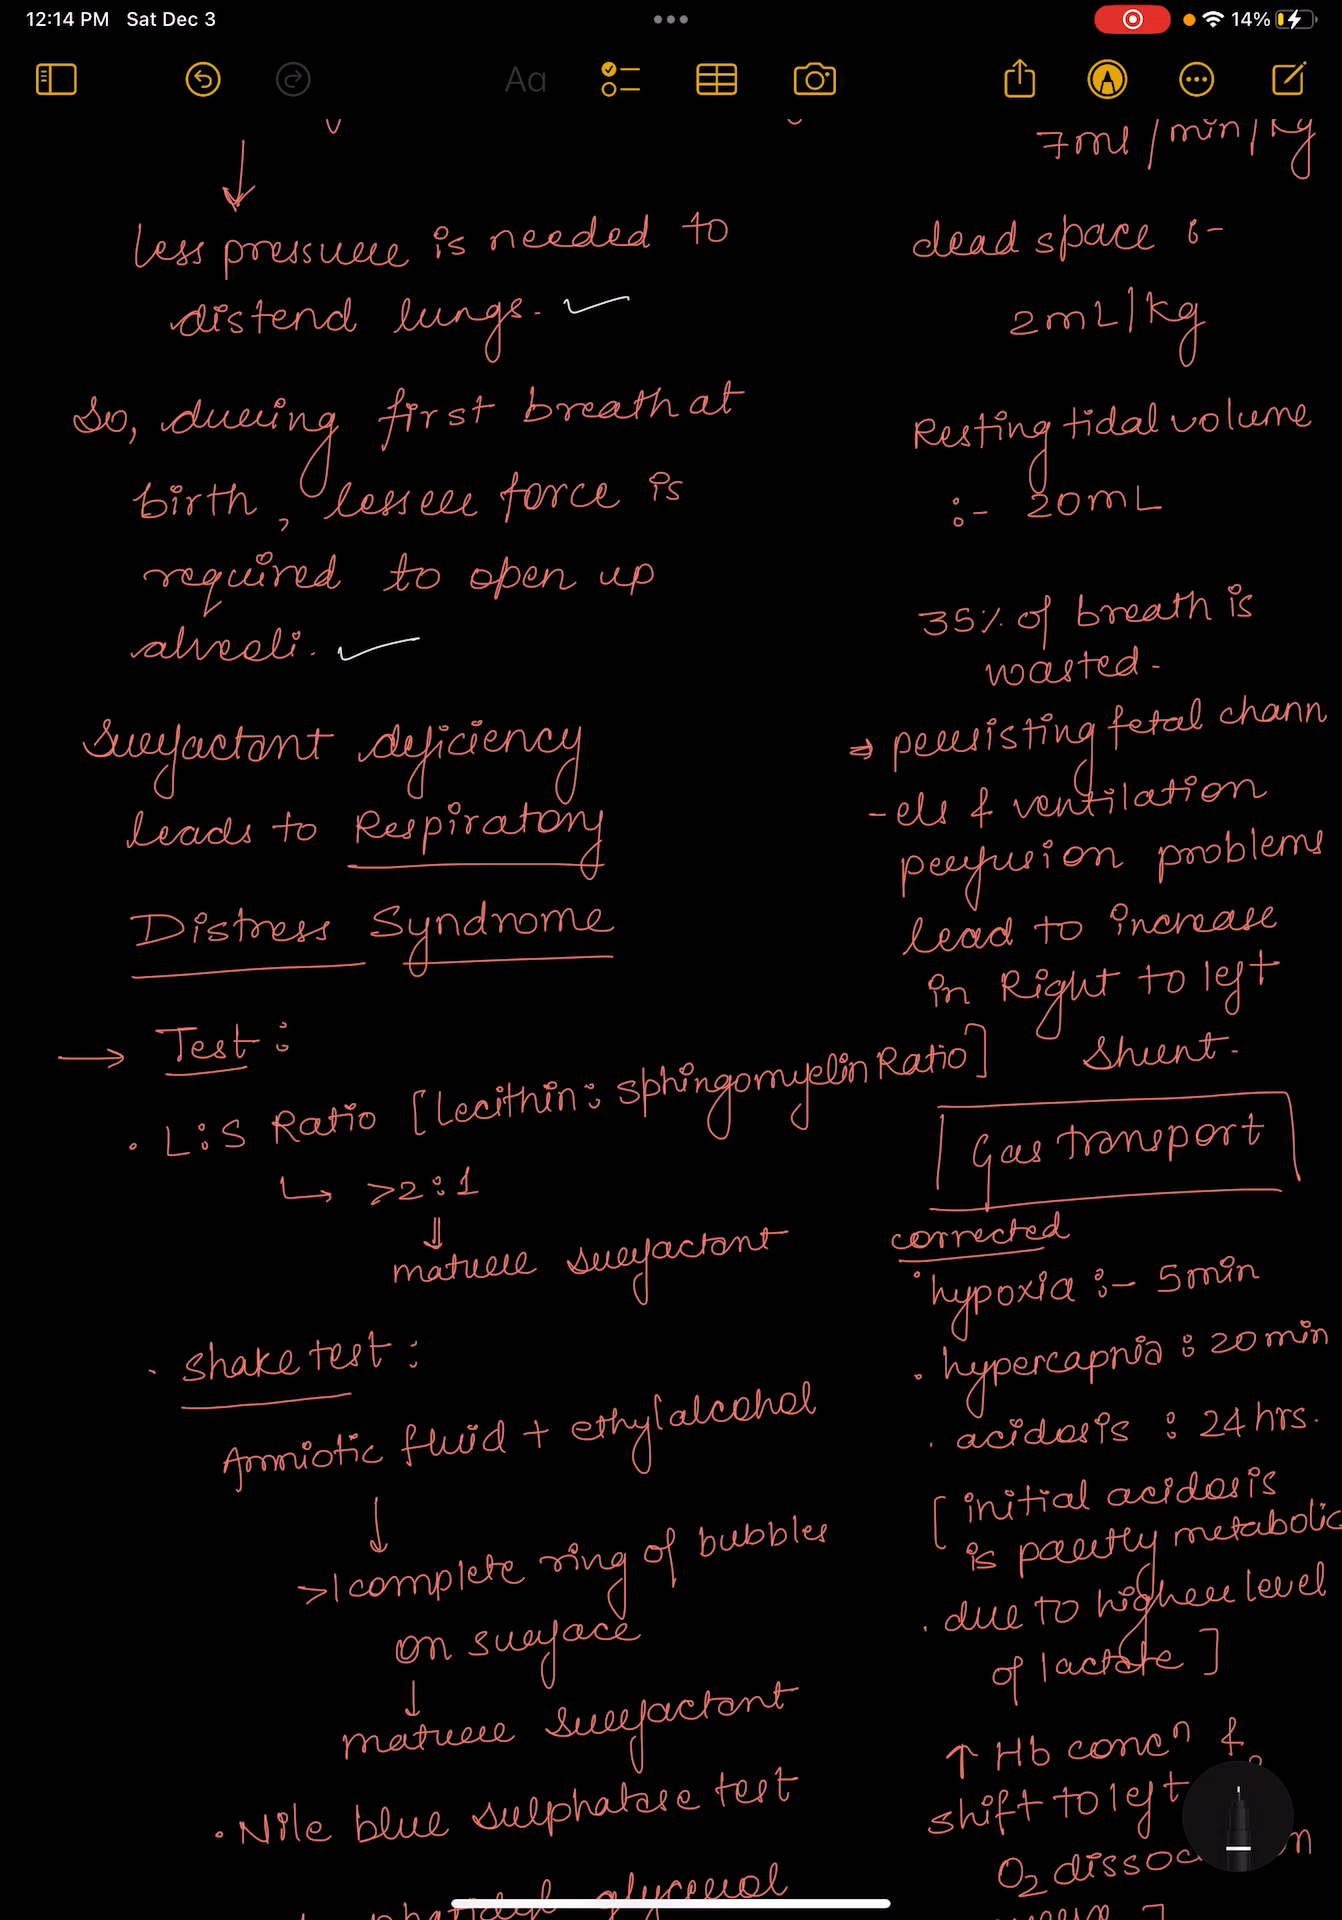 12:14 PM Sat Dec 3
14%
Aa
less pressure is needed to
distend lungs.
So, during first breath at
birth, lesser force is
required to open up
alveoli.
Surfactant deficiency
leads to Respiratory
Distress Syndrome
→ Test:
• L:S Ratio [Lecithin: sphingomyelin Ratio]
↳ >2:1
⇓
mature surfactant
• Shake test:
Amniotic fluid + ethyl alcohol
↓
>1 complete ring of bubbles
on surface
↓
mature surfactant
• Nile blue sulphatase test
glycerol
7ml/min/kg
dead space :-
2mL/kg
Resting tidal volume
:- 20mL
35% of breath is
wasted.
→ persisting fetal chann
-els & ventilation
perfusion problems
lead to increase
in Right to left
shunt.
Gas transport
corrected
• hypoxia :- 5min
• hypercapnia : 20min
• acidosis : 24hrs.
[initial acidosis
is partly metabolic
• due to higher level
of lactate]
↑ Hb concn &
shift to left
O2